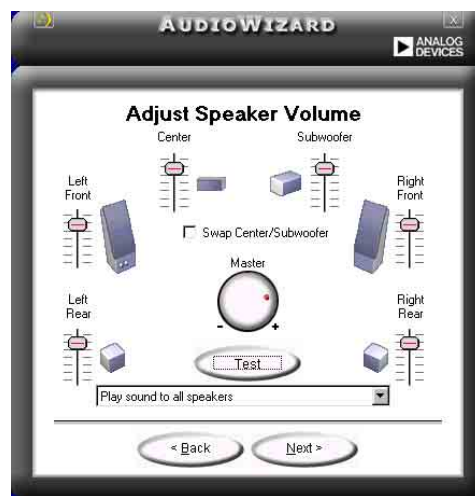 AUDIOWIZARD
X
ANALOG
DEVICES
Adjust Speaker Volume
Center
Subwoofer
Left
Front
Right
Front
Swap Center/Subwoofer
Master
- +
Left
Rear
Right
Rear
Test
Play sound to all speakers
< Back
Next >